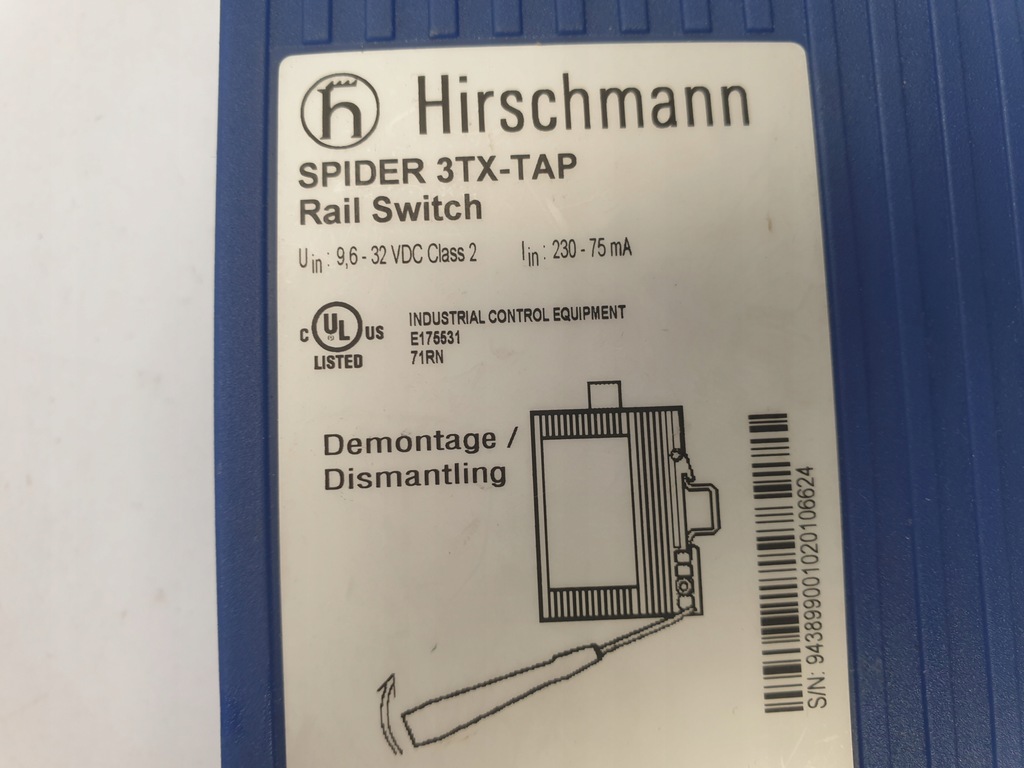 Hirschmann
SPIDER 3TX-TAP
Rail Switch
Uin : 9,6 - 32 VDC Class 2 Iin : 230 - 75 mA
C UL US
LISTED
INDUSTRIAL CONTROL EQUIPMENT
E175531
71RN
Demontage /
Dismantling
S/N: 943899001020106624